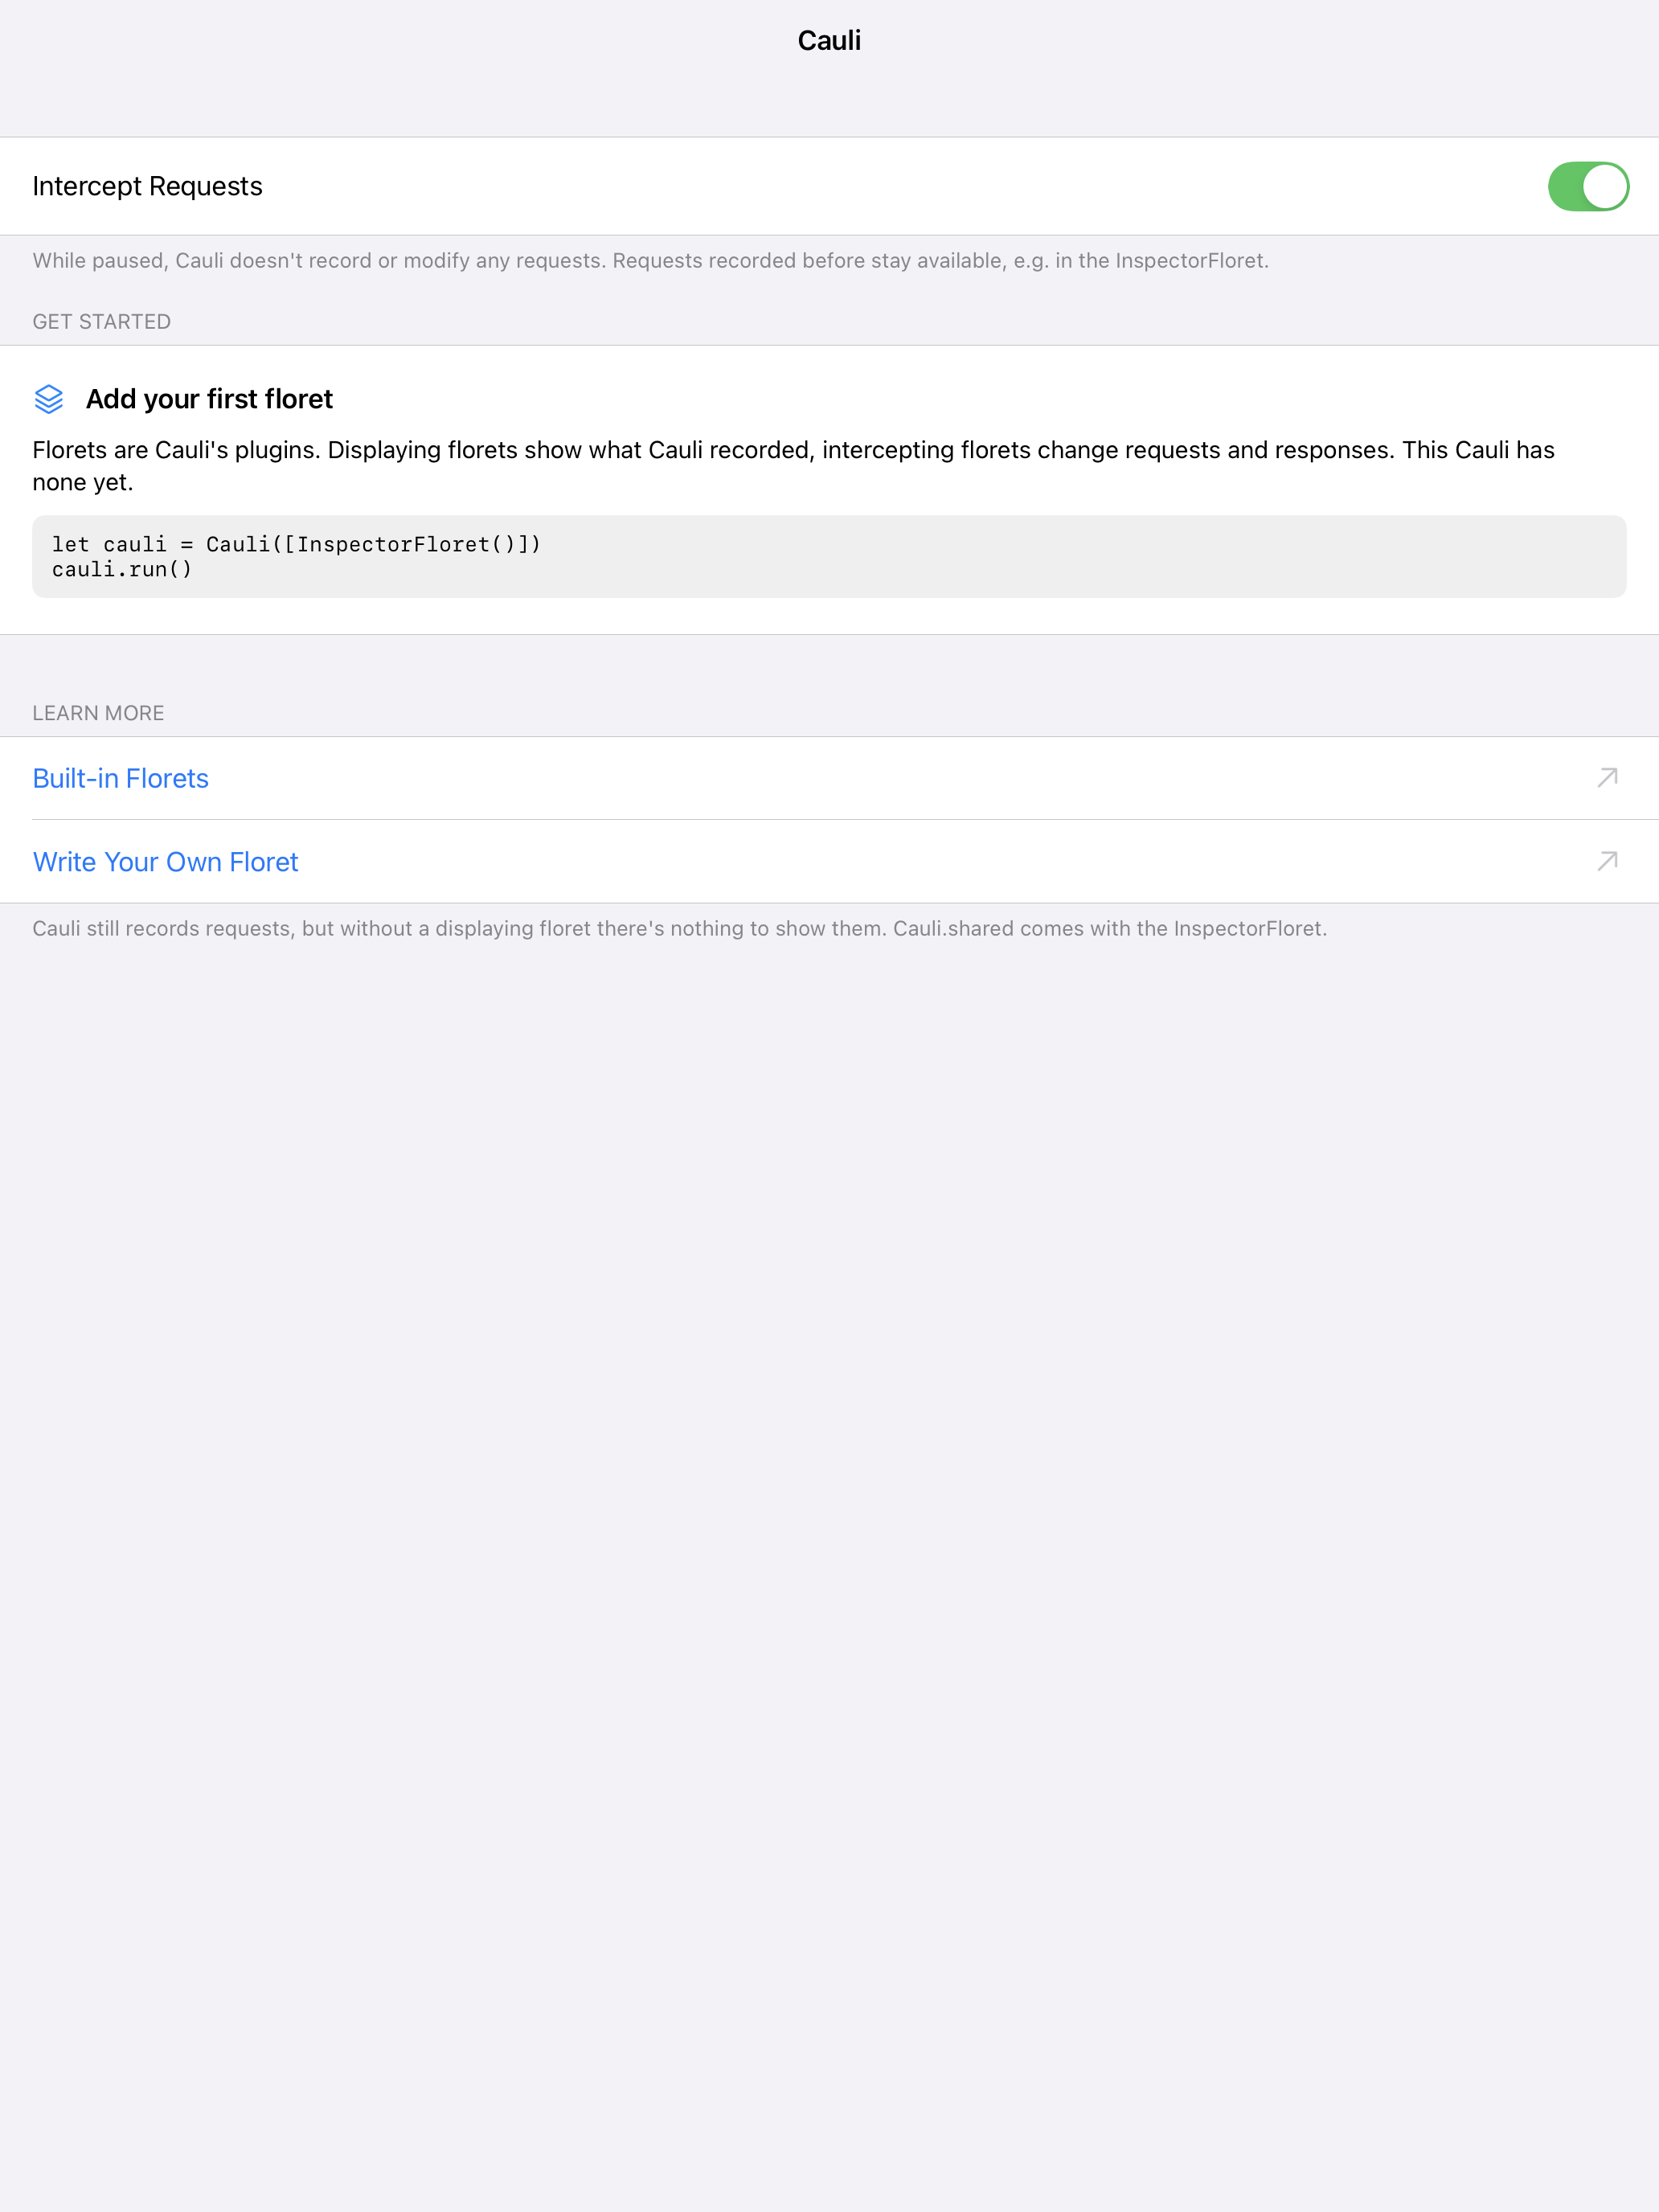 Cauli
Intercept Requests
While paused, Cauli doesn't record or modify any requests. Requests recorded before stay available, e.g. in the InspectorFloret.
GET STARTED
Add your first floret
Florets are Cauli's plugins. Displaying florets show what Cauli recorded, intercepting florets change requests and responses. This Cauli has
none yet.
let cauli = Cauli([InspectorFloret()])
cauli.run()
LEARN MORE
Built-in Florets
Write Your Own Floret
Cauli still records requests, but without a displaying floret there's nothing to show them. Cauli.shared comes with the InspectorFloret.